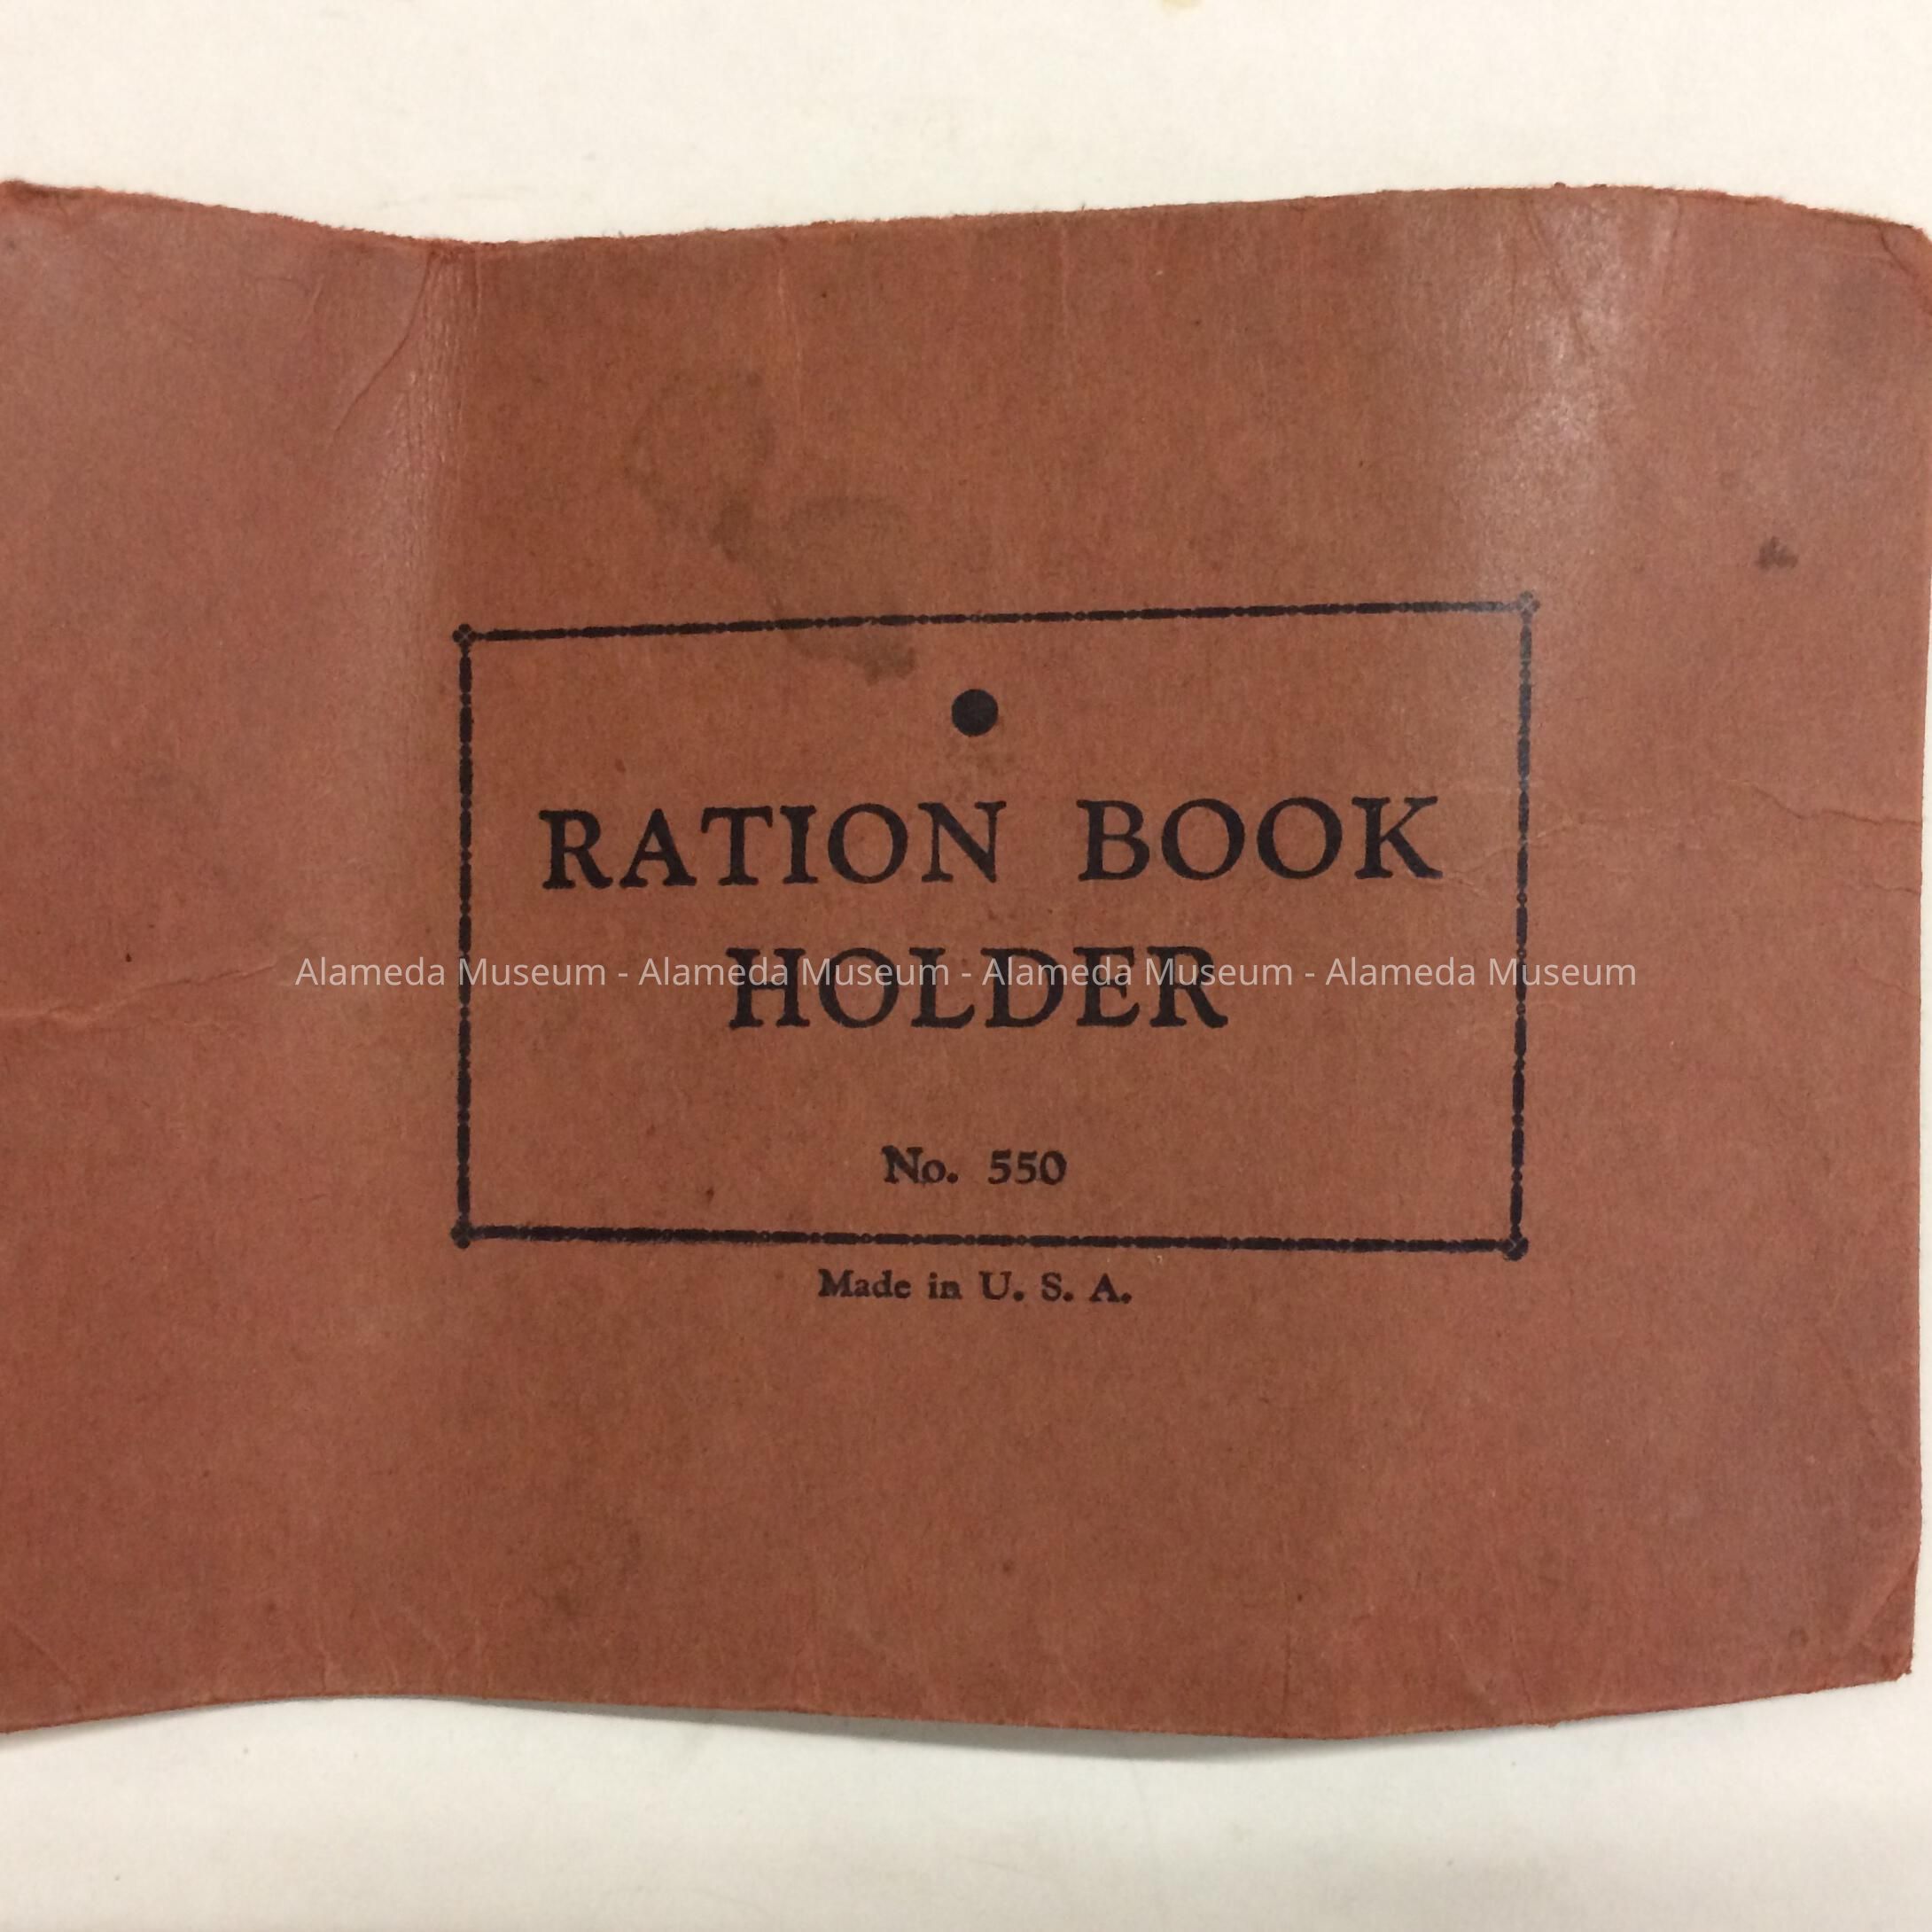 RATION BOOK
HOLDER
Alameda Museum - Alameda Museum - Alameda Museum - Alameda Museum
No. 550
Made in U. S. A.